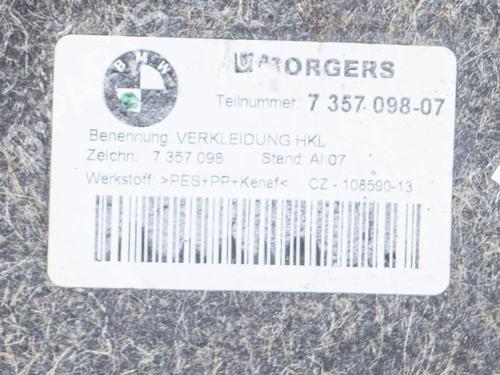 BMW
MORGERS
Teilnummer: 7 357 098-07
Benennung: VERKLEIDUNG HKL
Zeichn: 7 357 098 Stand: AI 07
Werkstoff: >PES+PP+Kenaf< CZ - 108590-13